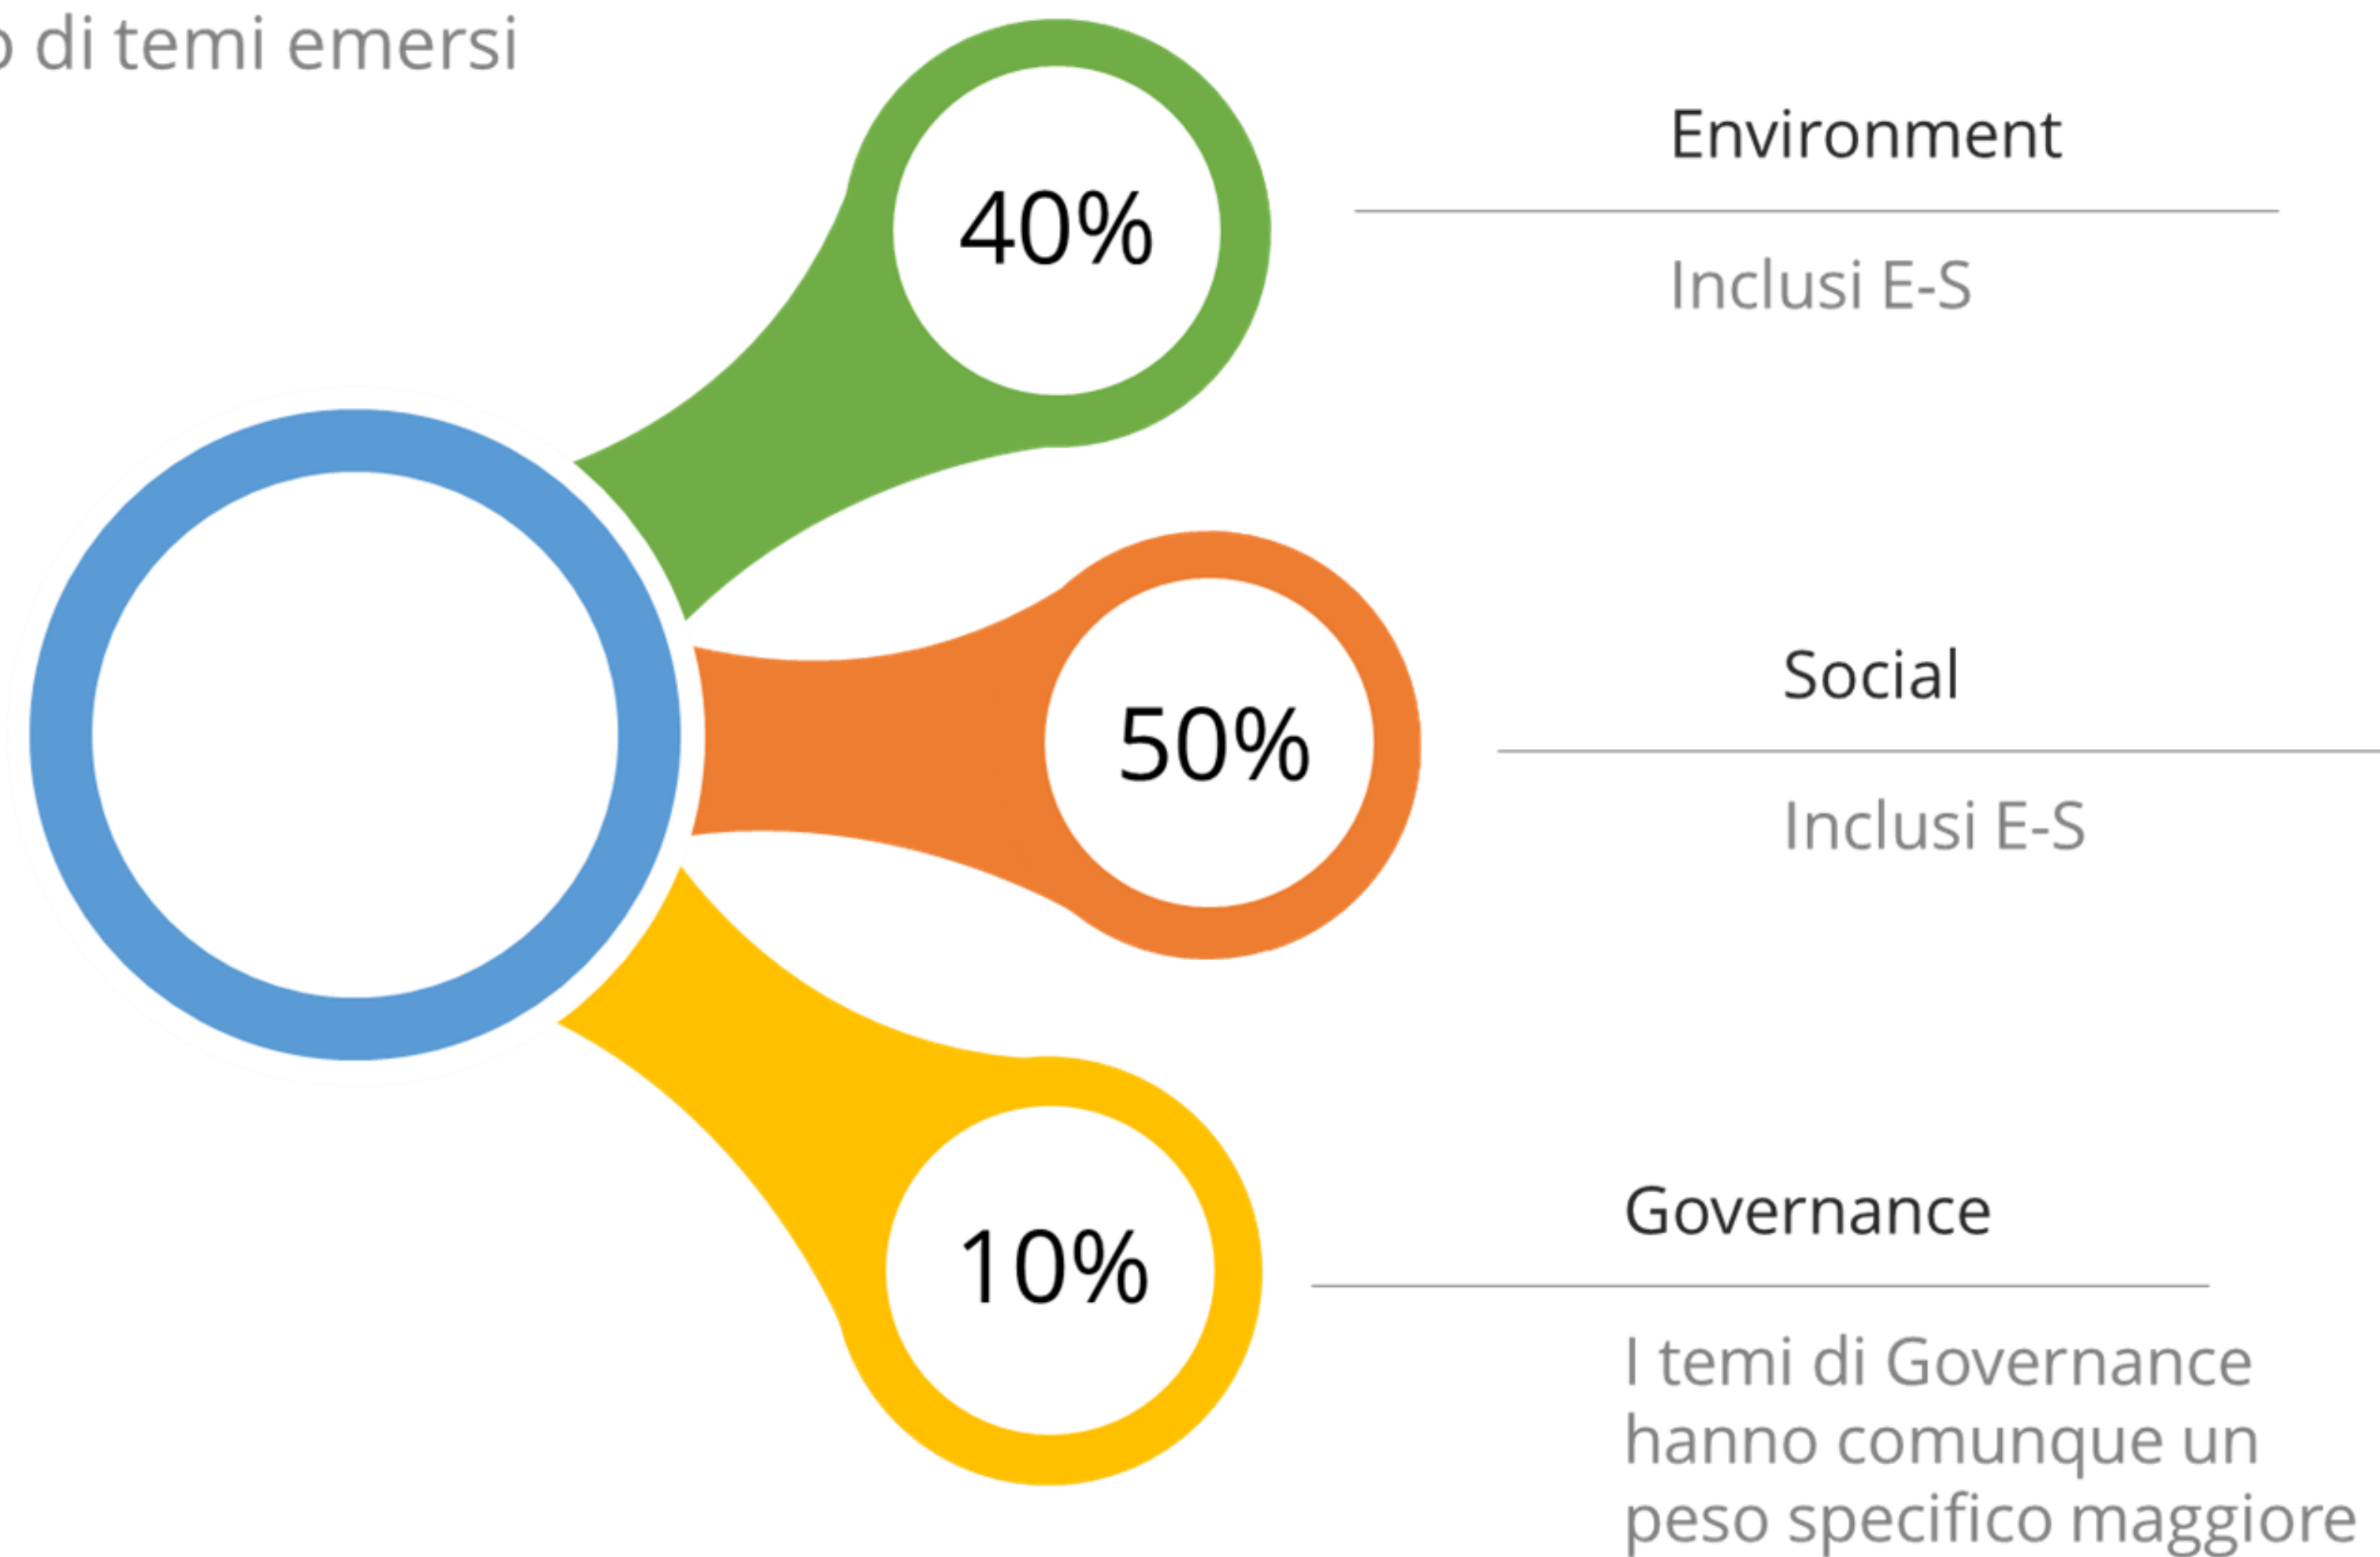 di temi emersi
40%
Environment
Inclusi E-S
50%
Social
Inclusi E-S
10%
Governance
I temi di Governance
hanno comunque un
peso specifico maggiore